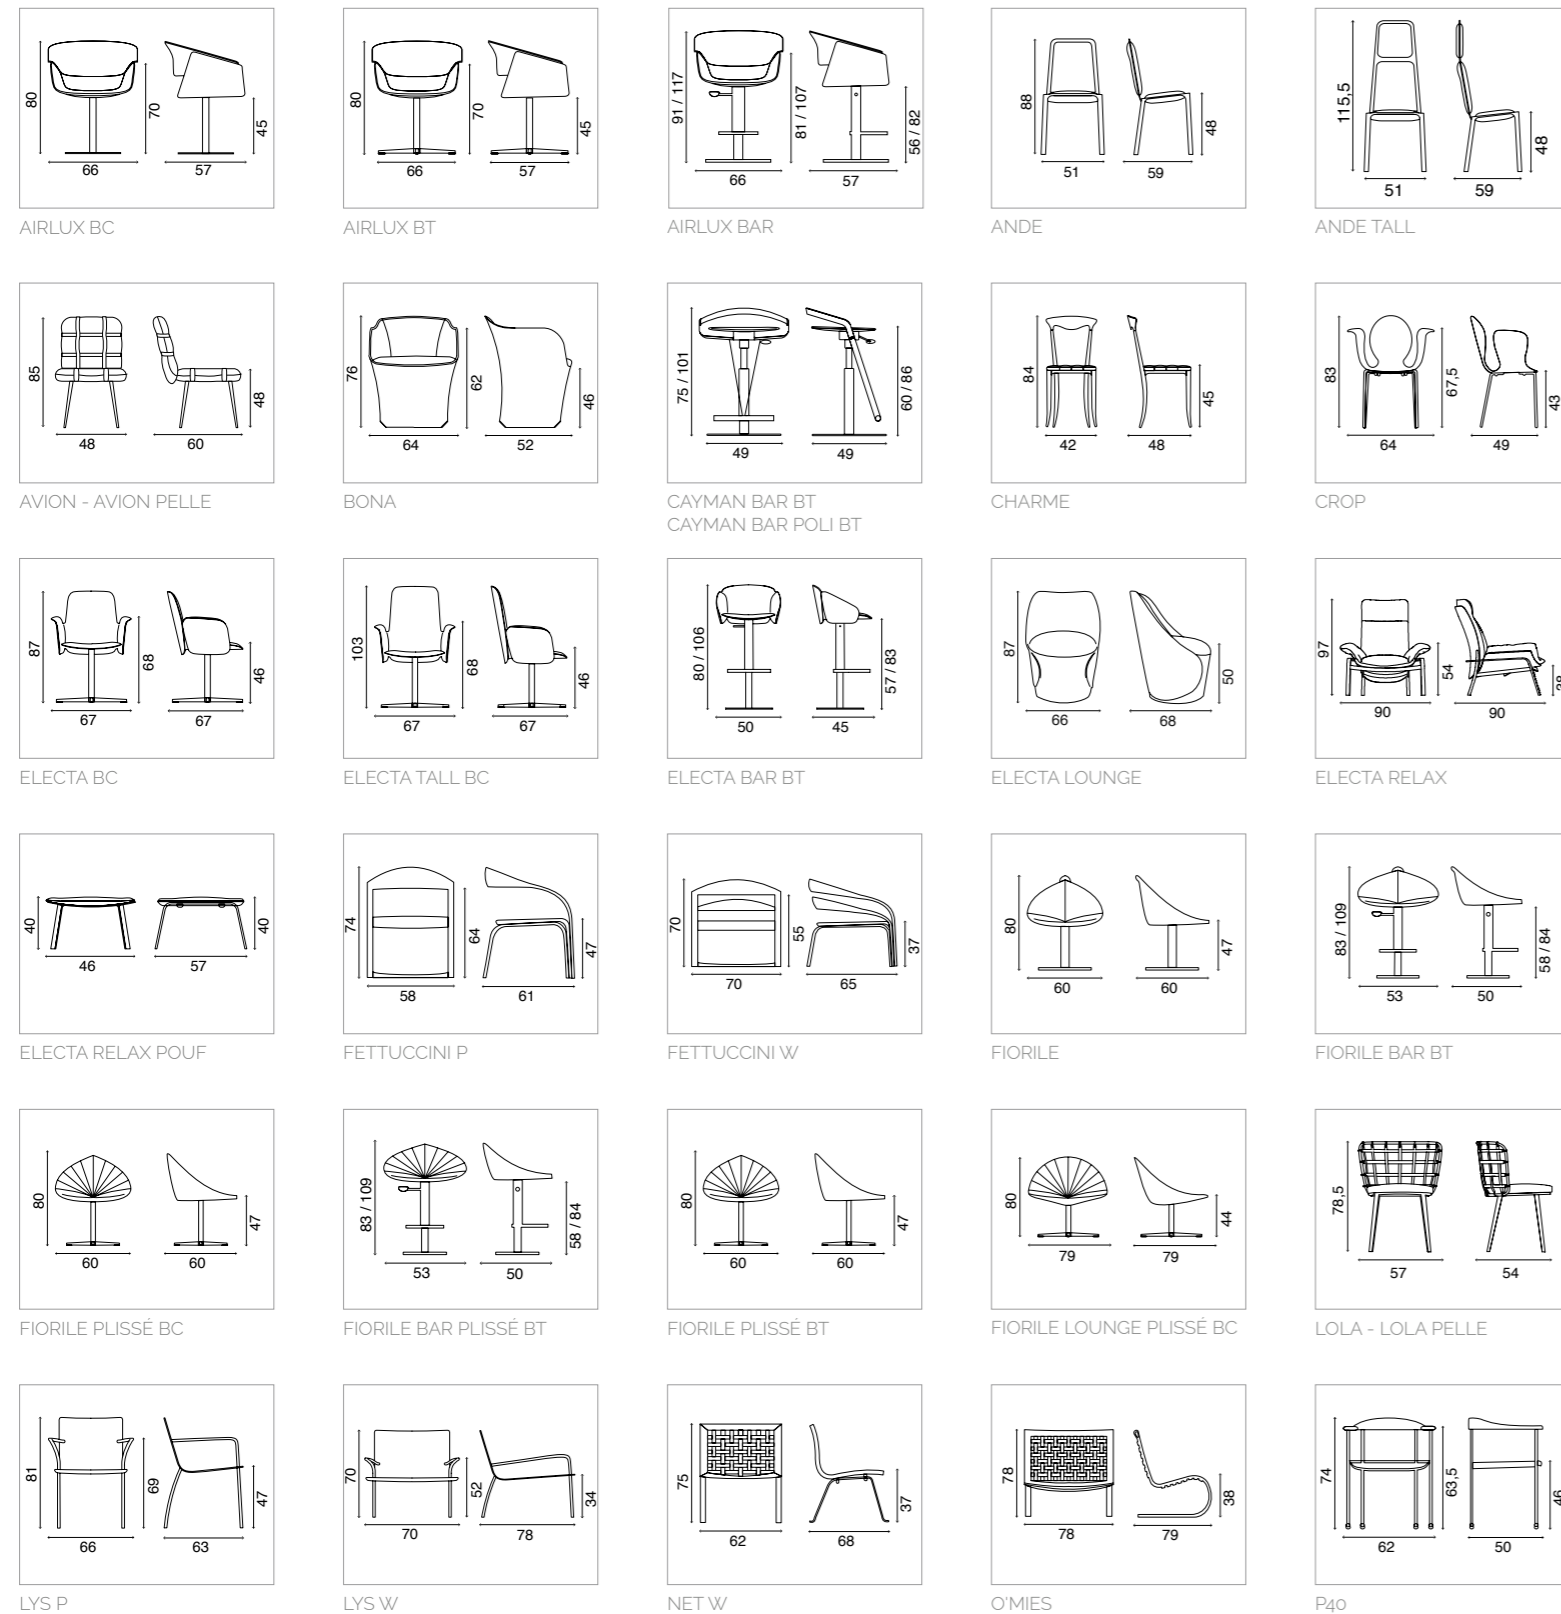 80
70
45
66
57
AIRLUX BC
80
70
45
66
57
AIRLUX BT
91 / 117
81 / 107
56 / 82
66
57
AIRLUX BAR
88
48
51
59
ANDE
115,5
48
51
59
ANDE TALL
85
48
48
60
AVION - AVION PELLE
76
62
46
64
52
BONA
75 / 101
60 / 86
49
49
CAYMAN BAR BT
CAYMAN BAR POLI BT
84
45
42
48
CHARME
83
67,5
43
64
49
CROP
87
68
46
67
67
ELECTA BC
103
68
46
67
67
ELECTA TALL BC
80 / 106
57 / 83
50
45
ELECTA BAR BT
87
50
66
68
ELECTA LOUNGE
97
54
38
90
90
ELECTA RELAX
40
40
46
57
ELECTA RELAX POUF
74
64
47
58
61
FETTUCCINI P
70
55
37
70
65
FETTUCCINI W
80
47
60
60
FIORILE
83 / 109
58 / 84
53
50
FIORILE BAR BT
80
47
60
60
FIORILE PLISSÉ BC
83 / 109
58 / 84
53
50
FIORILE BAR PLISSÉ BT
80
47
60
60
FIORILE PLISSÉ BT
80
44
79
79
FIORILE LOUNGE PLISSÉ BC
78,5
57
54
LOLA - LOLA PELLE
81
69
47
66
63
LYS P
70
52
34
70
78
LYS W
75
37
62
68
NET W
78
38
78
79
O'MIES
74
63,5
46
62
50
P40